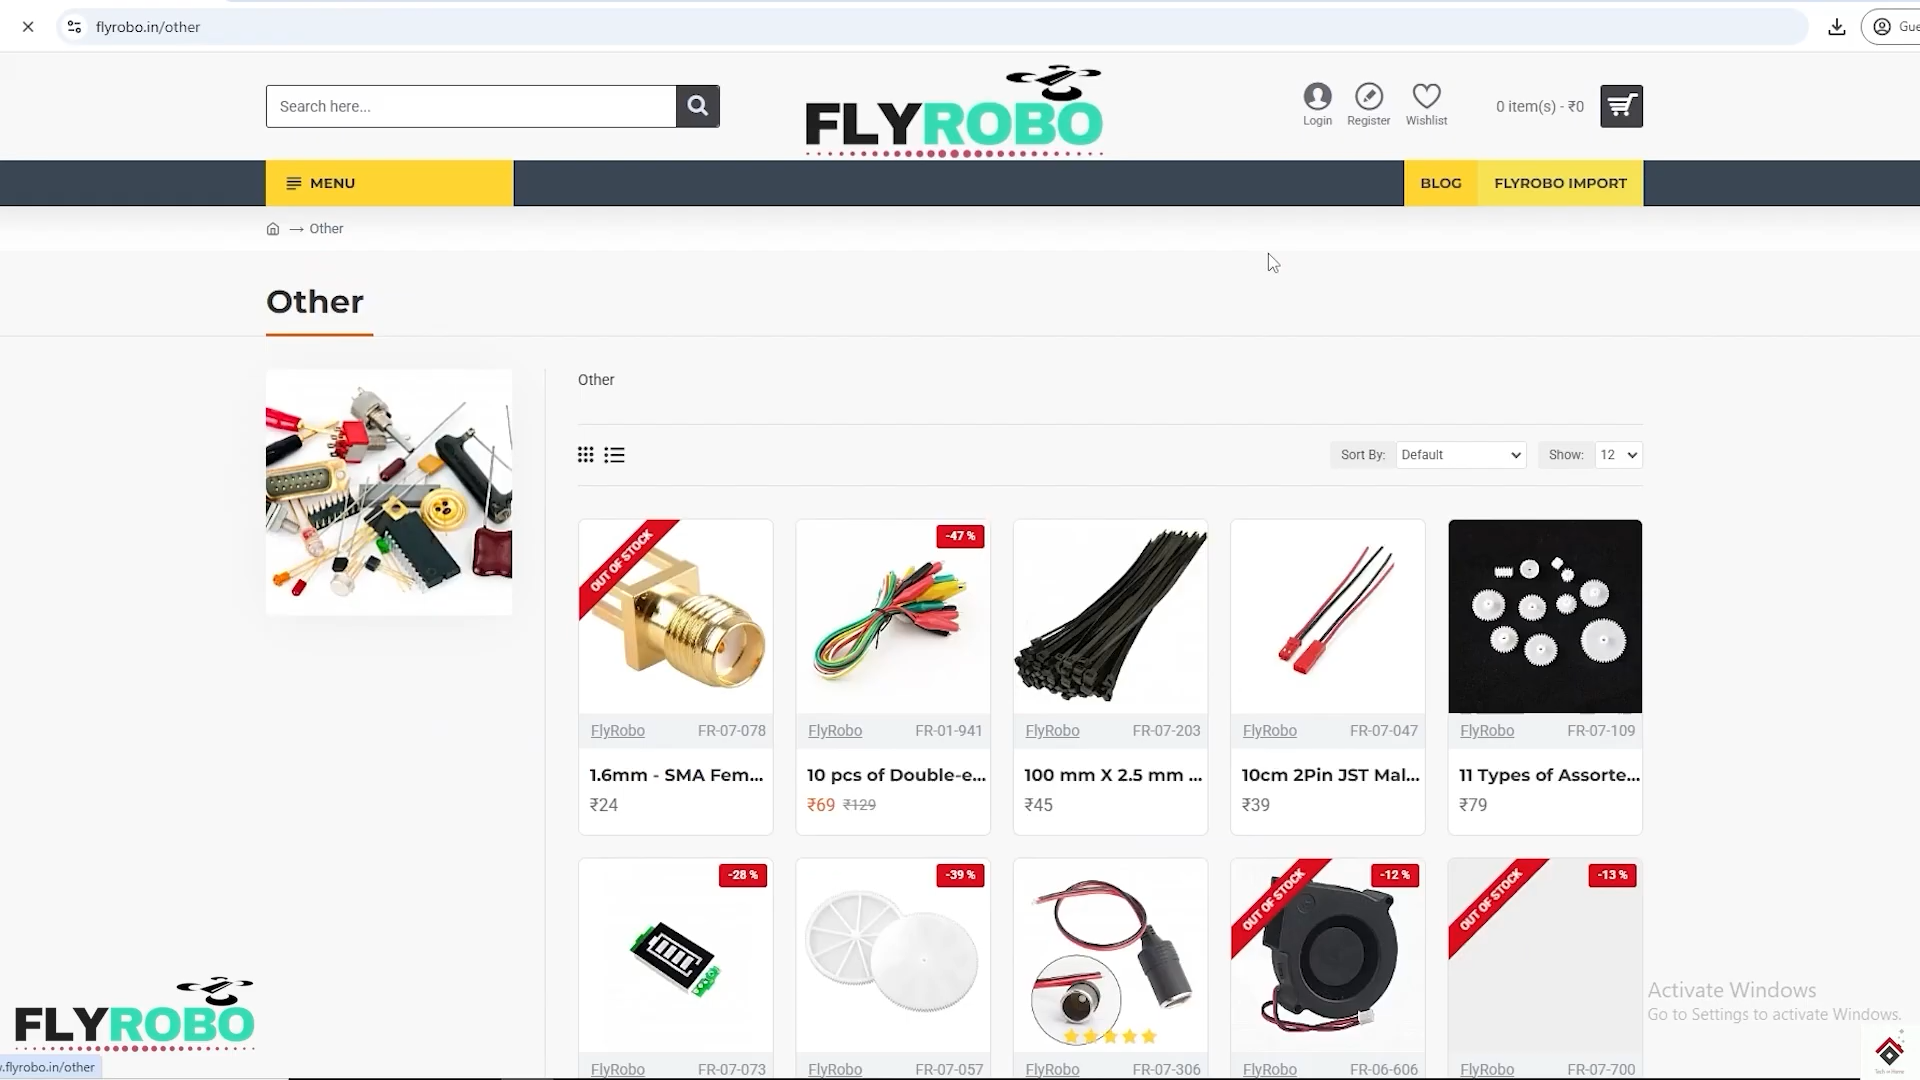 flyrobo.in/other
Gue
Search here...
FLYROBO
Login
Register
Wishlist
0 item(s) - ₹0
MENU
BLOG
FLYROBO IMPORT
Other
Other
Other
Sort By:
Default
Show:
12
OUT OF STOCK
-47 %
FlyRobo FR-07-078
FlyRobo FR-01-941
FlyRobo FR-07-203
FlyRobo FR-07-047
FlyRobo FR-07-109
1.6mm - SMA Fem...
10 pcs of Double-e...
100 mm X 2.5 mm ...
10cm 2Pin JST Mal...
11 Types of Assorte...
₹24
₹69 ₹129
₹45
₹39
₹79
-28 %
-39 %
OUT OF STOCK
-12 %
OUT OF STOCK
-13 %
FLYROBO
Activate Windows
Go to Settings to activate Windows.
.flyrobo.in/other
FlyRobo FR-07-073
FlyRobo FR-07-057
FlyRobo FR-07-306
FlyRobo FR-06-606
FlyRobo FR-07-700